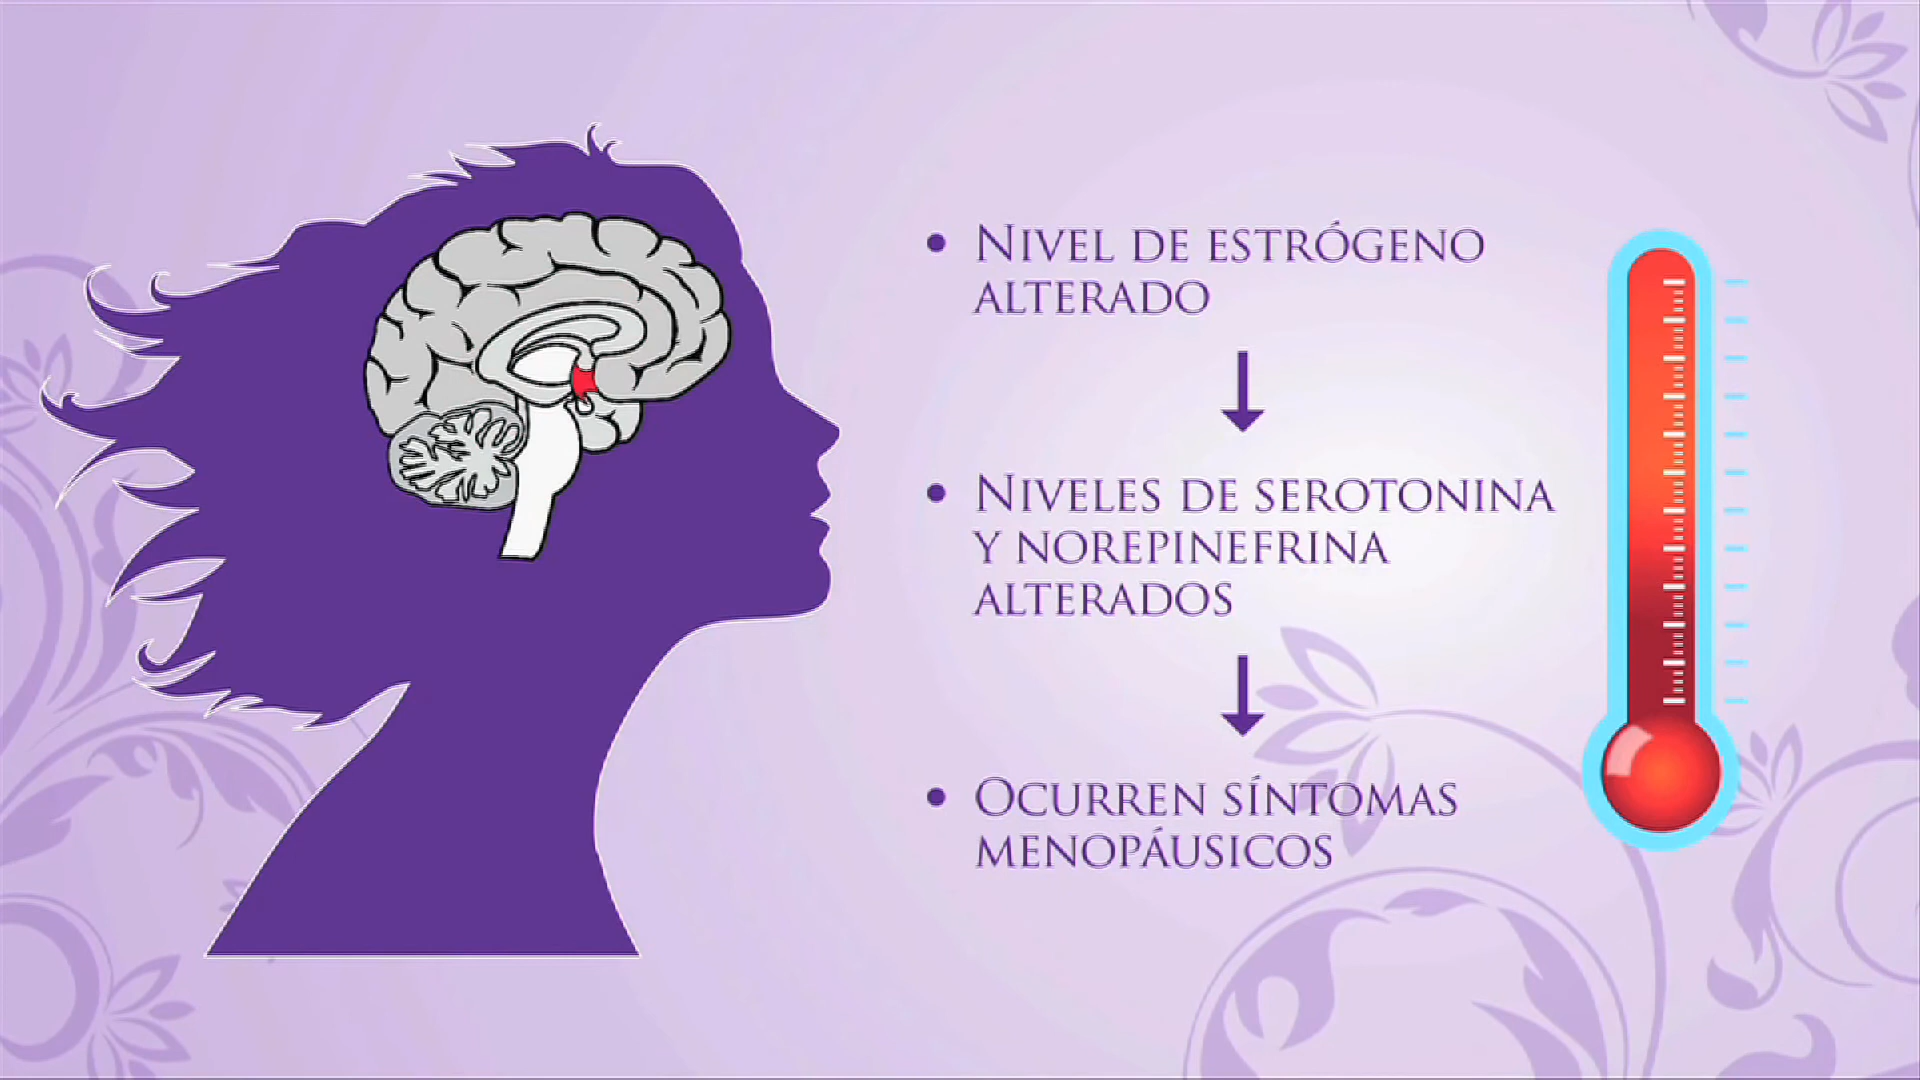 • Nivel de estrógeno
alterado
• Niveles de serotonina
y norepinefrina
alterados
• Ocurren síntomas
menopáusicos